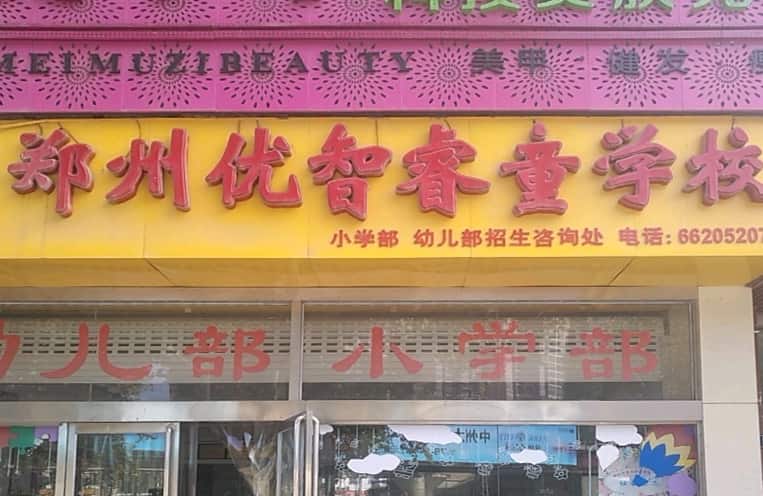 MEIMUZIBEAUTY 美甲·健发
郑州优智睿童学校
小学部 幼儿部招生咨询处 电话:66205207
幼儿部 小学部